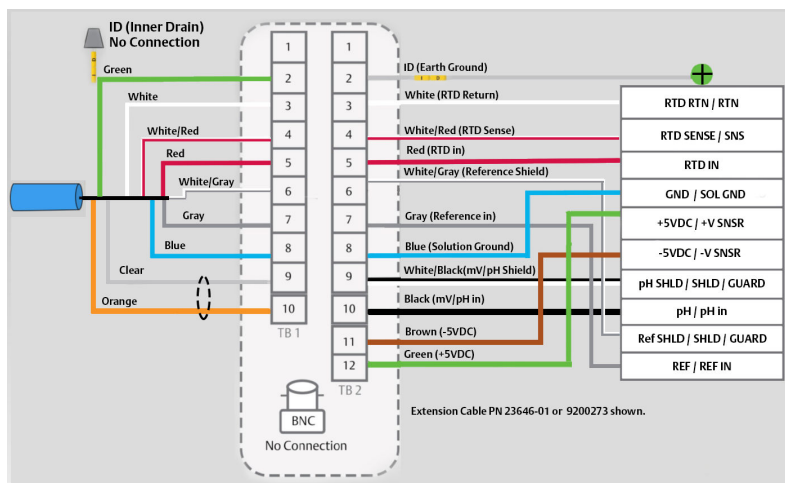 ID (Inner Drain)
No Connection
Green
White
White/Red
Red
White/Gray
Gray
Blue
Clear
Orange
1
2
3
4
5
6
7
8
9
10
TB 1
1
2
3
4
5
6
7
8
9
10
11
12
TB 2
BNC
No Connection
ID (Earth Ground)
White (RTD Return)
White/Red (RTD Sense)
Red (RTD in)
White/Gray (Reference Shield)
Gray (Reference in)
Blue (Solution Ground)
White/Black(mV/pH Shield)
Black (mV/pH in)
Brown (-5VDC)
Green (+5VDC)
RTD RTN / RTN
RTD SENSE / SNS
RTD IN
GND / SOL GND
+5VDC / +V SNSR
-5VDC / -V SNSR
pH SHLD / SHLD / GUARD
pH / pH in
Ref SHLD / SHLD / GUARD
REF / REF IN
Extension Cable PN 23646-01 or 9200273 shown.